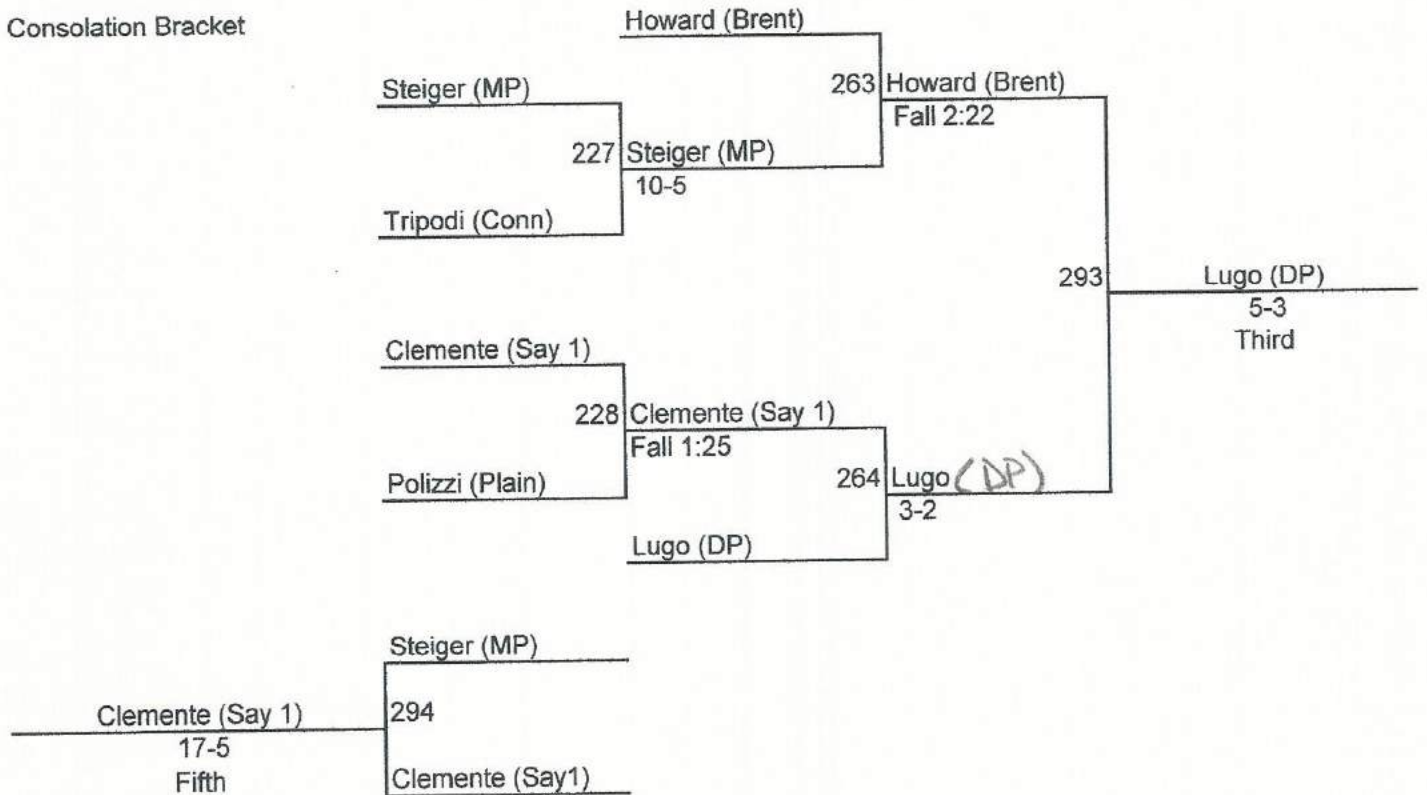 Consolation Bracket
Howard (Brent)
Steiger (MP)
263 Howard (Brent)
Fall 2:22
227 Steiger (MP)
10-5
Tripodi (Conn)
293 Lugo (DP)
5-3
Third
Clemente (Say 1)
228 Clemente (Say 1)
Fall 1:25
Polizzi (Plain)
264 Lugo (DP)
3-2
Lugo (DP)
Steiger (MP)
Clemente (Say 1) 294
17-5
Fifth
Clemente (Say1)